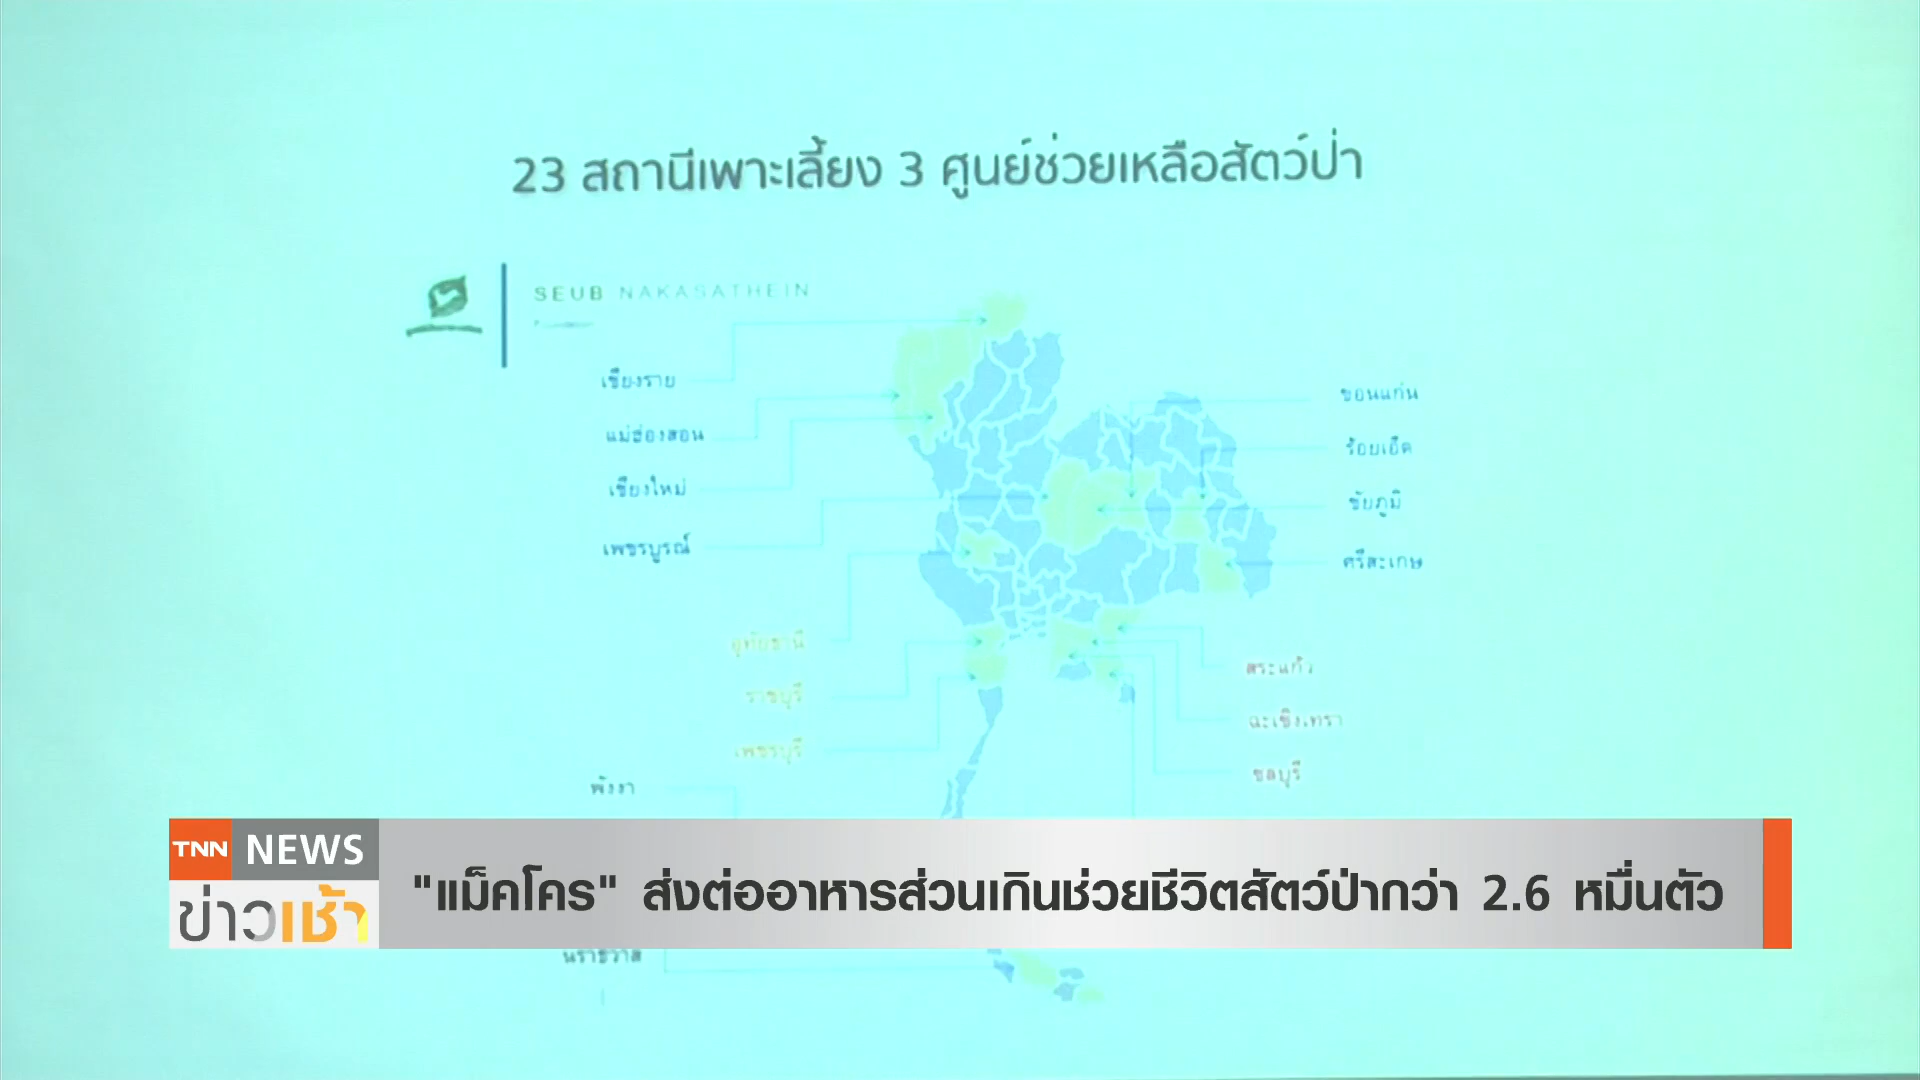 23 สถานีเพาะเลี้ยง 3 ศูนย์ช่วยเหลือสัตว์ป่า
SEUB NAKASATHEIN
เชียงราย
แม่ฮ่องสอน
เชียงใหม่
เพชรบูรณ์
อุทัยธานี
ราชบุรี
เพชรบุรี
พังงา
นราธิวาส
ขอนแก่น
ร้อยเอ็ด
ชัยภูมิ
ศรีสะเกษ
สระแก้ว
ฉะเชิงเทรา
ชลบุรี
TNN NEWS
ข่าวเช้า
"แม็คโคร" ส่งต่ออาหารส่วนเกินช่วยชีวิตสัตว์ป่ากว่า 2.6 หมื่นตัว